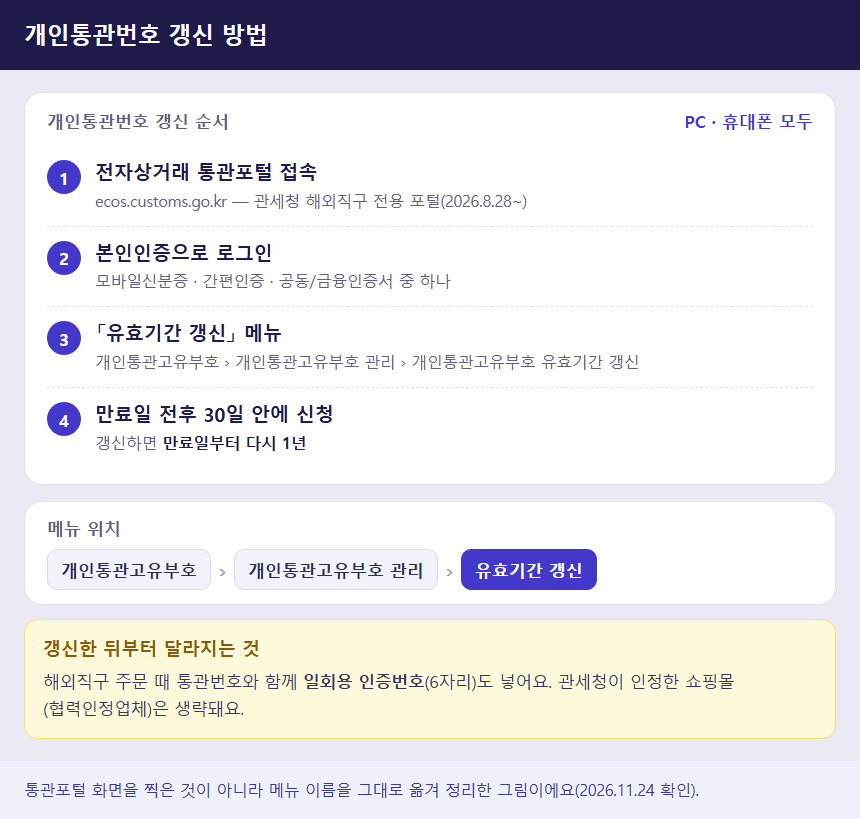 개인통관번호 갱신 방법
개인통관번호 갱신 순서
PC · 휴대폰 모두
1
전자상거래 통관포털 접속
ecos.customs.go.kr — 관세청 해외직구 전용 포털(2026.8.28~)
2
본인인증으로 로그인
모바일신분증 · 간편인증 · 공동/금융인증서 중 하나
3
「유효기간 갱신」 메뉴
개인통관고유부호 › 개인통관고유부호 관리 › 개인통관고유부호 유효기간 갱신
4
만료일 전후 30일 안에 신청
갱신하면 만료일부터 다시 1년
메뉴 위치
개인통관고유부호 › 개인통관고유부호 관리 › 유효기간 갱신
갱신한 뒤부터 달라지는 것
해외직구 주문 때 통관번호와 함께 일회용 인증번호(6자리)도 넣어요. 관세청이 인정한 쇼핑몰
(협력인정업체)은 생략돼요.
통관포털 화면을 찍은 것이 아니라 메뉴 이름을 그대로 옮겨 정리한 그림이에요(2026.11.24 확인).